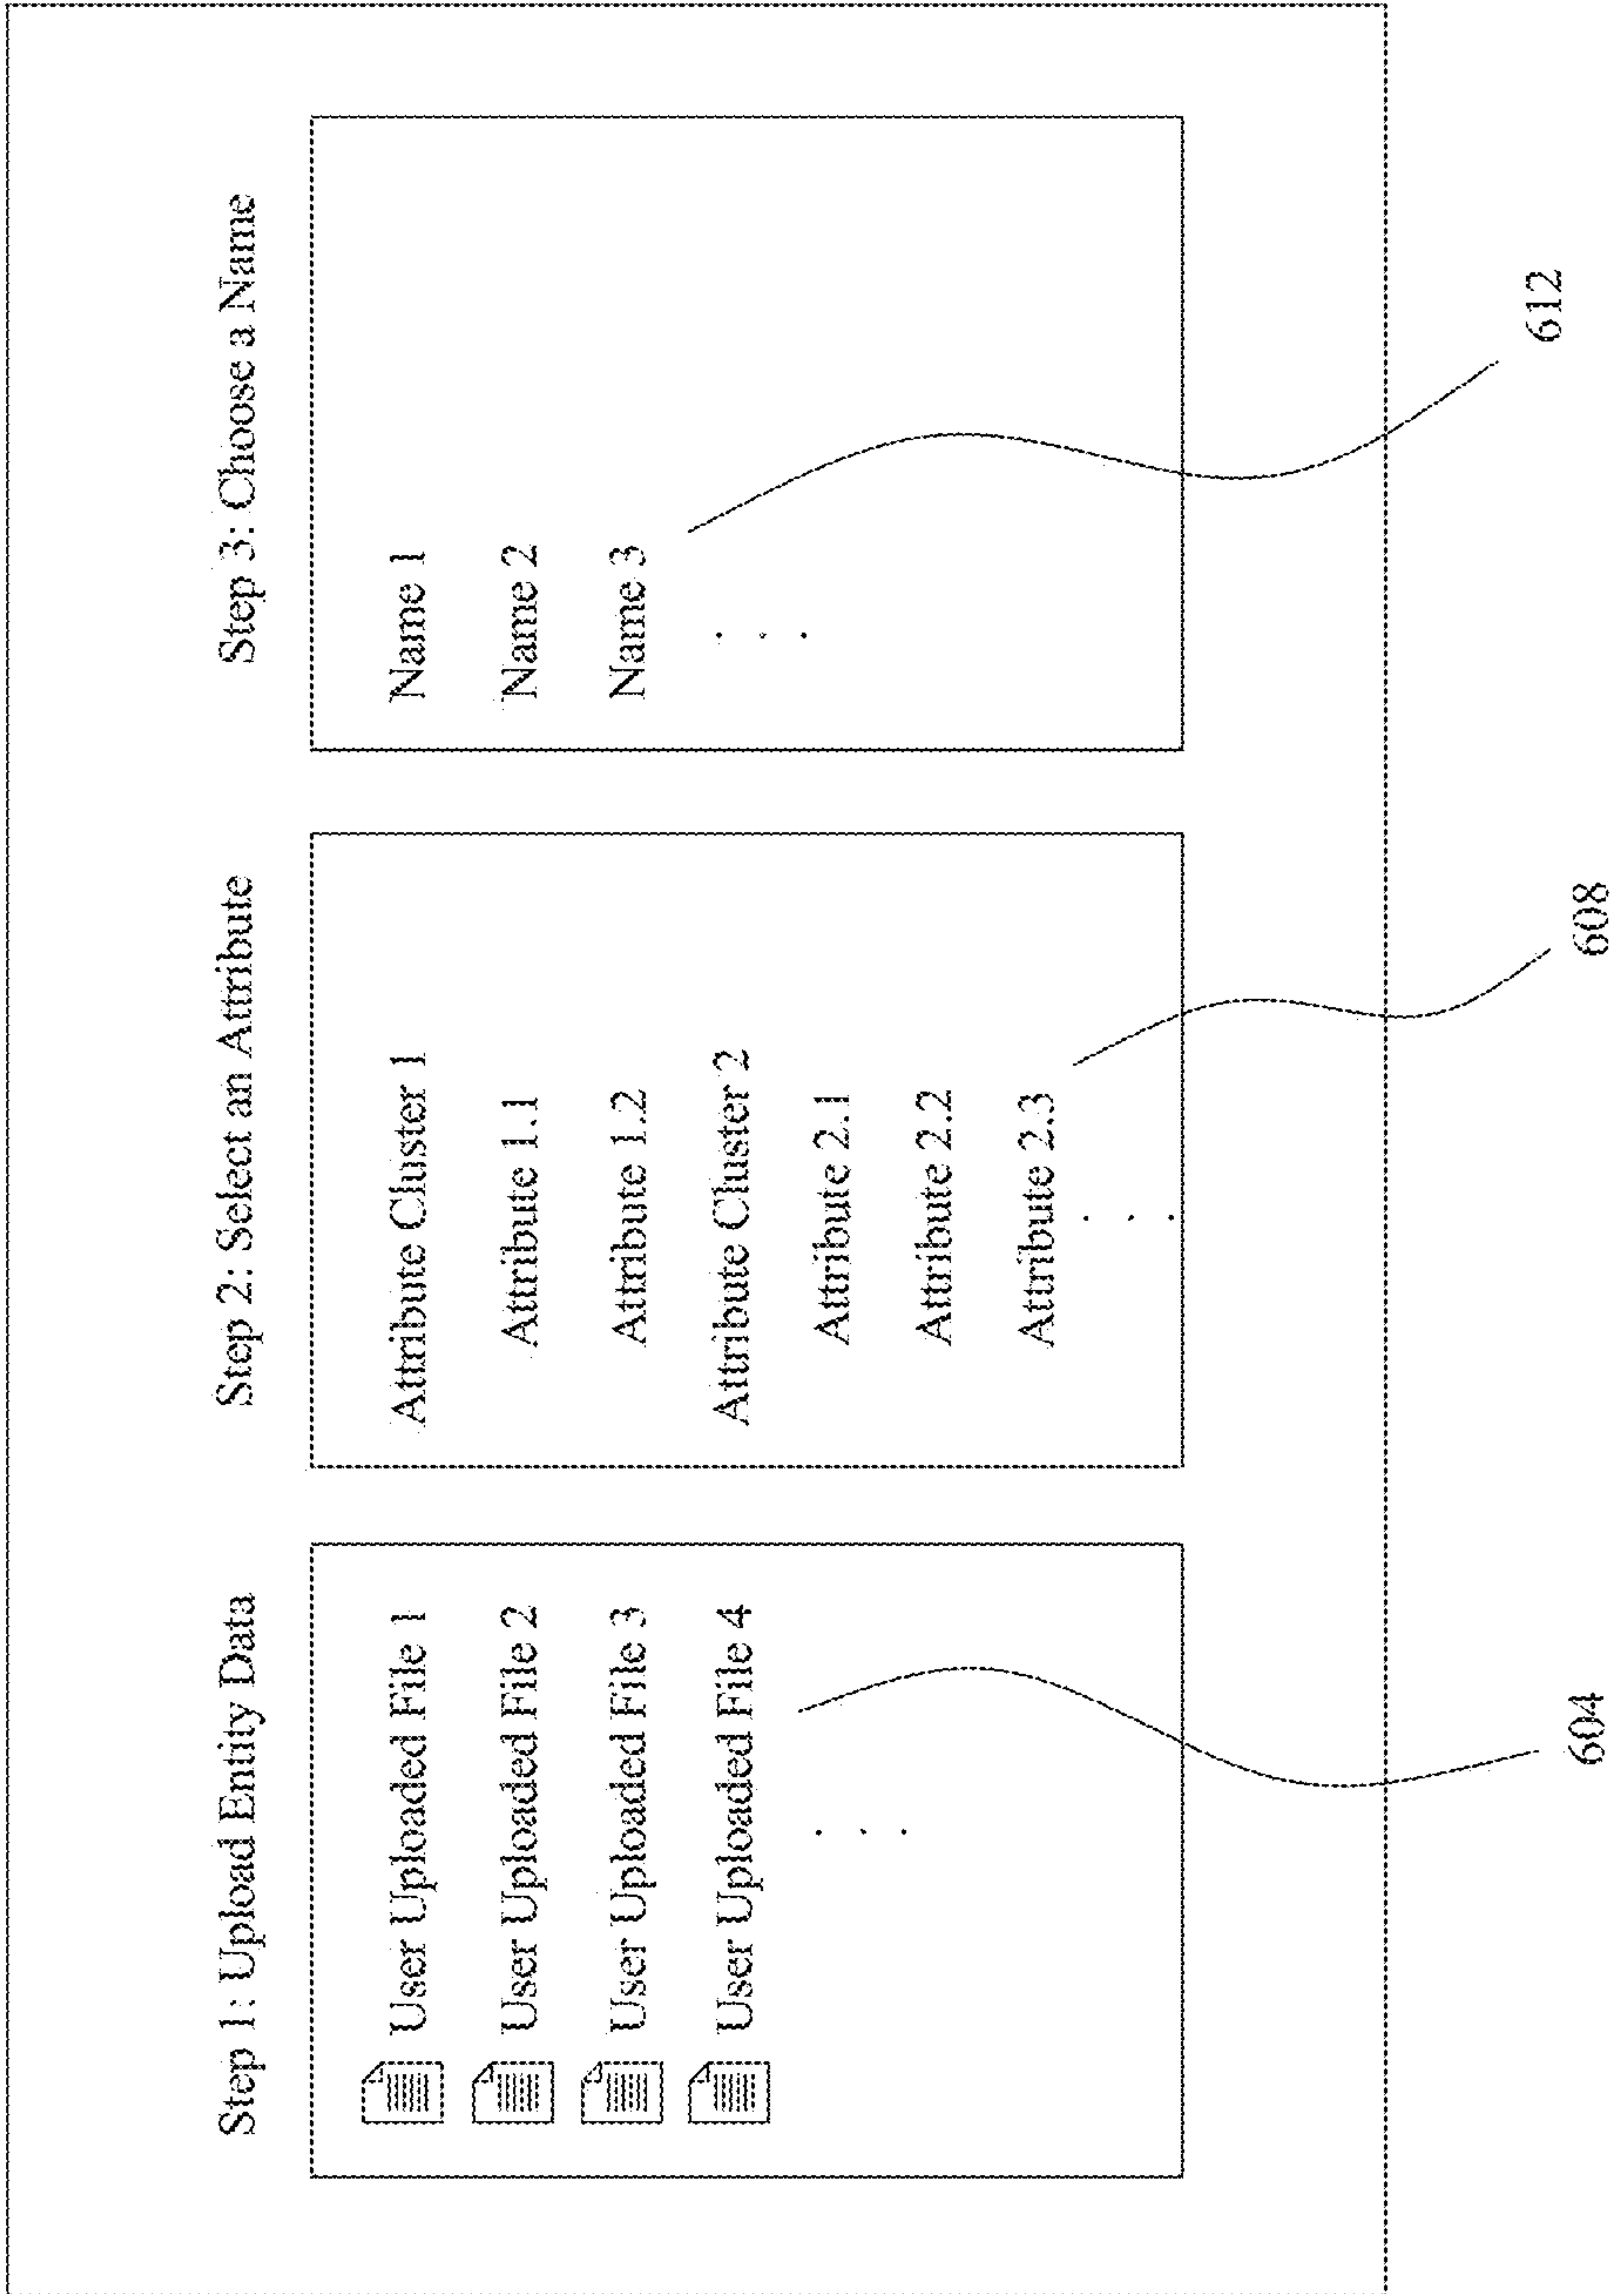 Step 1: Upload Entity Data
User Uploaded File 1
User Uploaded File 2
User Uploaded File 3
User Uploaded File 4
. . .
604
Step 2: Select an Attribute
Attribute Cluster 1
Attribute 1.1
Attribute 1.2
Attribute Cluster 2
Attribute 2.1
Attribute 2.2
Attribute 2.3
. . .
608
Step 3: Choose a Name
Name 1
Name 2
Name 3
. . .
612